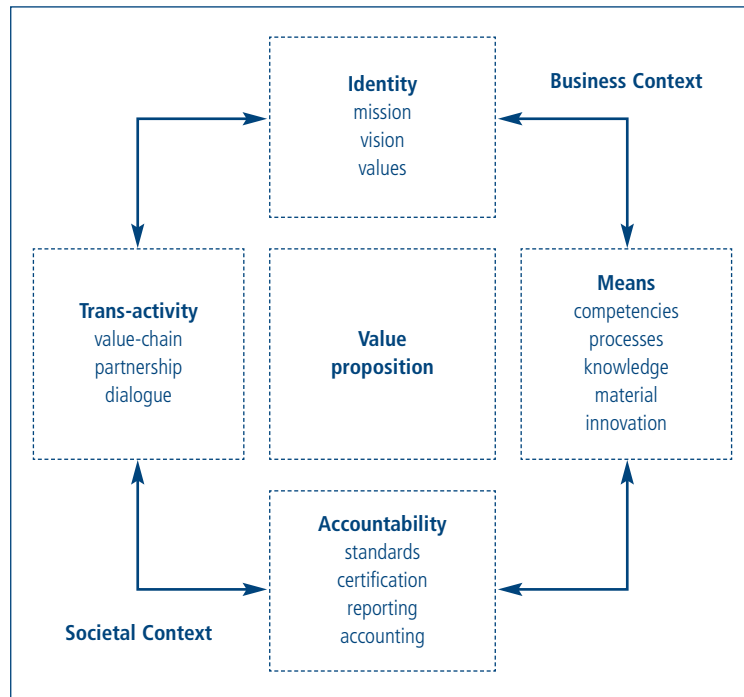 Identity
mission
vision
values
Business Context
Trans-activity
value-chain
partnership
dialogue
Value
proposition
Means
competencies
processes
knowledge
material
innovation
Accountability
standards
certification
reporting
accounting
Societal Context